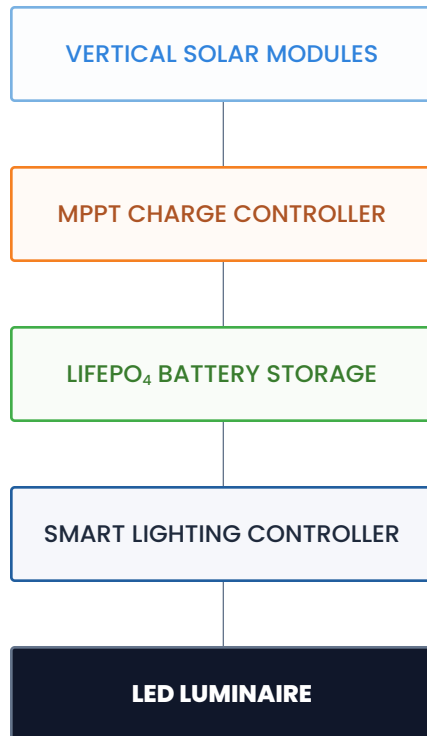 VERTICAL SOLAR MODULES
MPPT CHARGE CONTROLLER
LIFEPO₄ BATTERY STORAGE
SMART LIGHTING CONTROLLER
LED LUMINAIRE